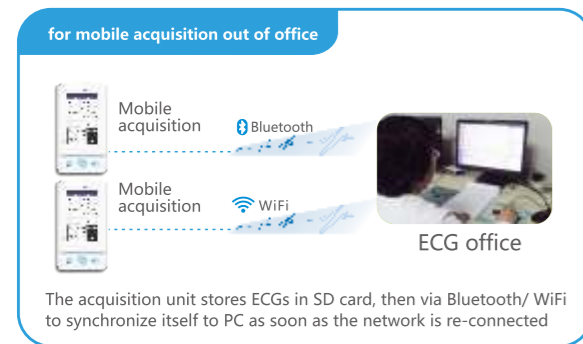 for mobile acquisition out of office
Mobile
acquisition
Bluetooth
Mobile
acquisition
WiFi
ECG office
The acquisition unit stores ECGs in SD card, then via Bluetooth/ WiFi
to synchronize itself to PC as soon as the network is re-connected